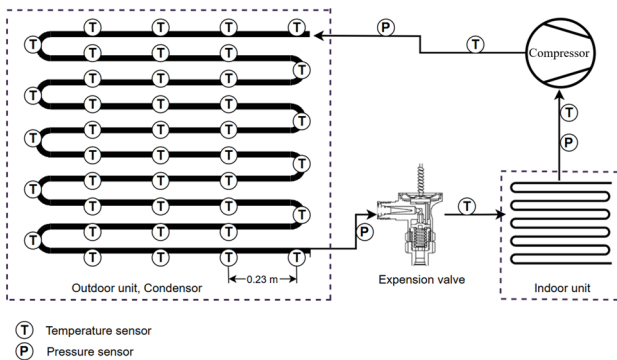 T T T T P
T T
T T T Compressor
T
T T T
T
T T T T
T
T T T
T P
T T T
T
T T T
T
T T T T
T
T T T P
T
T T T T
0.23 m
Outdoor unit, Condensor
Expension valve
Indoor unit
T Temperature sensor
P Pressure sensor